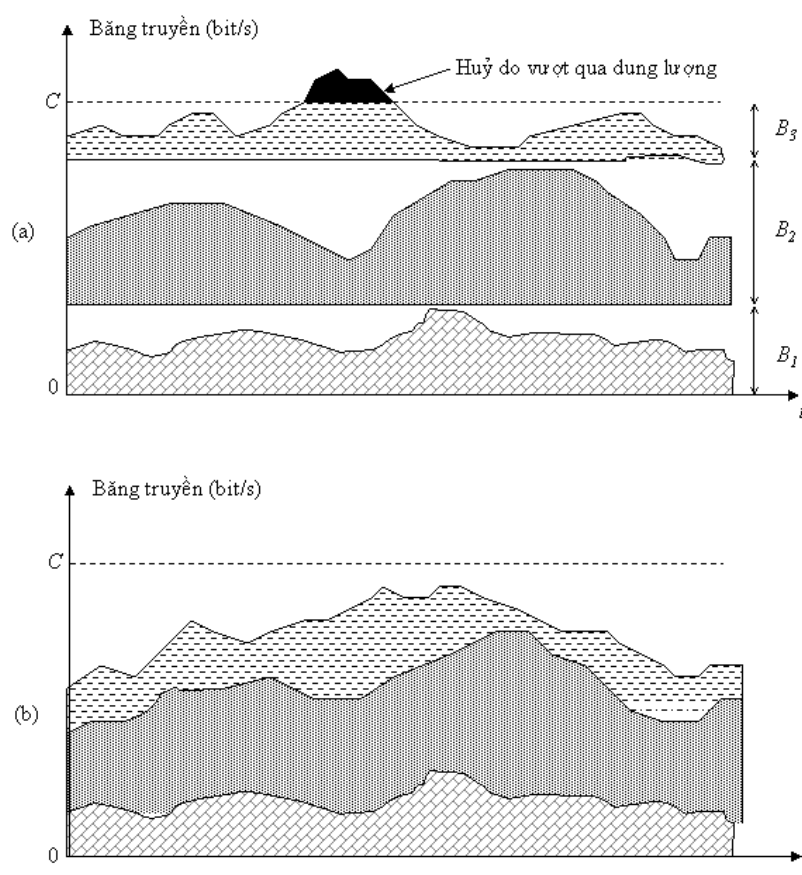 Băng truyền (bit/s)
Huỷ do vượt qua dung lượng
C
B3
(a)
B2
B1
0
t
Băng truyền (bit/s)
C
(b)
0